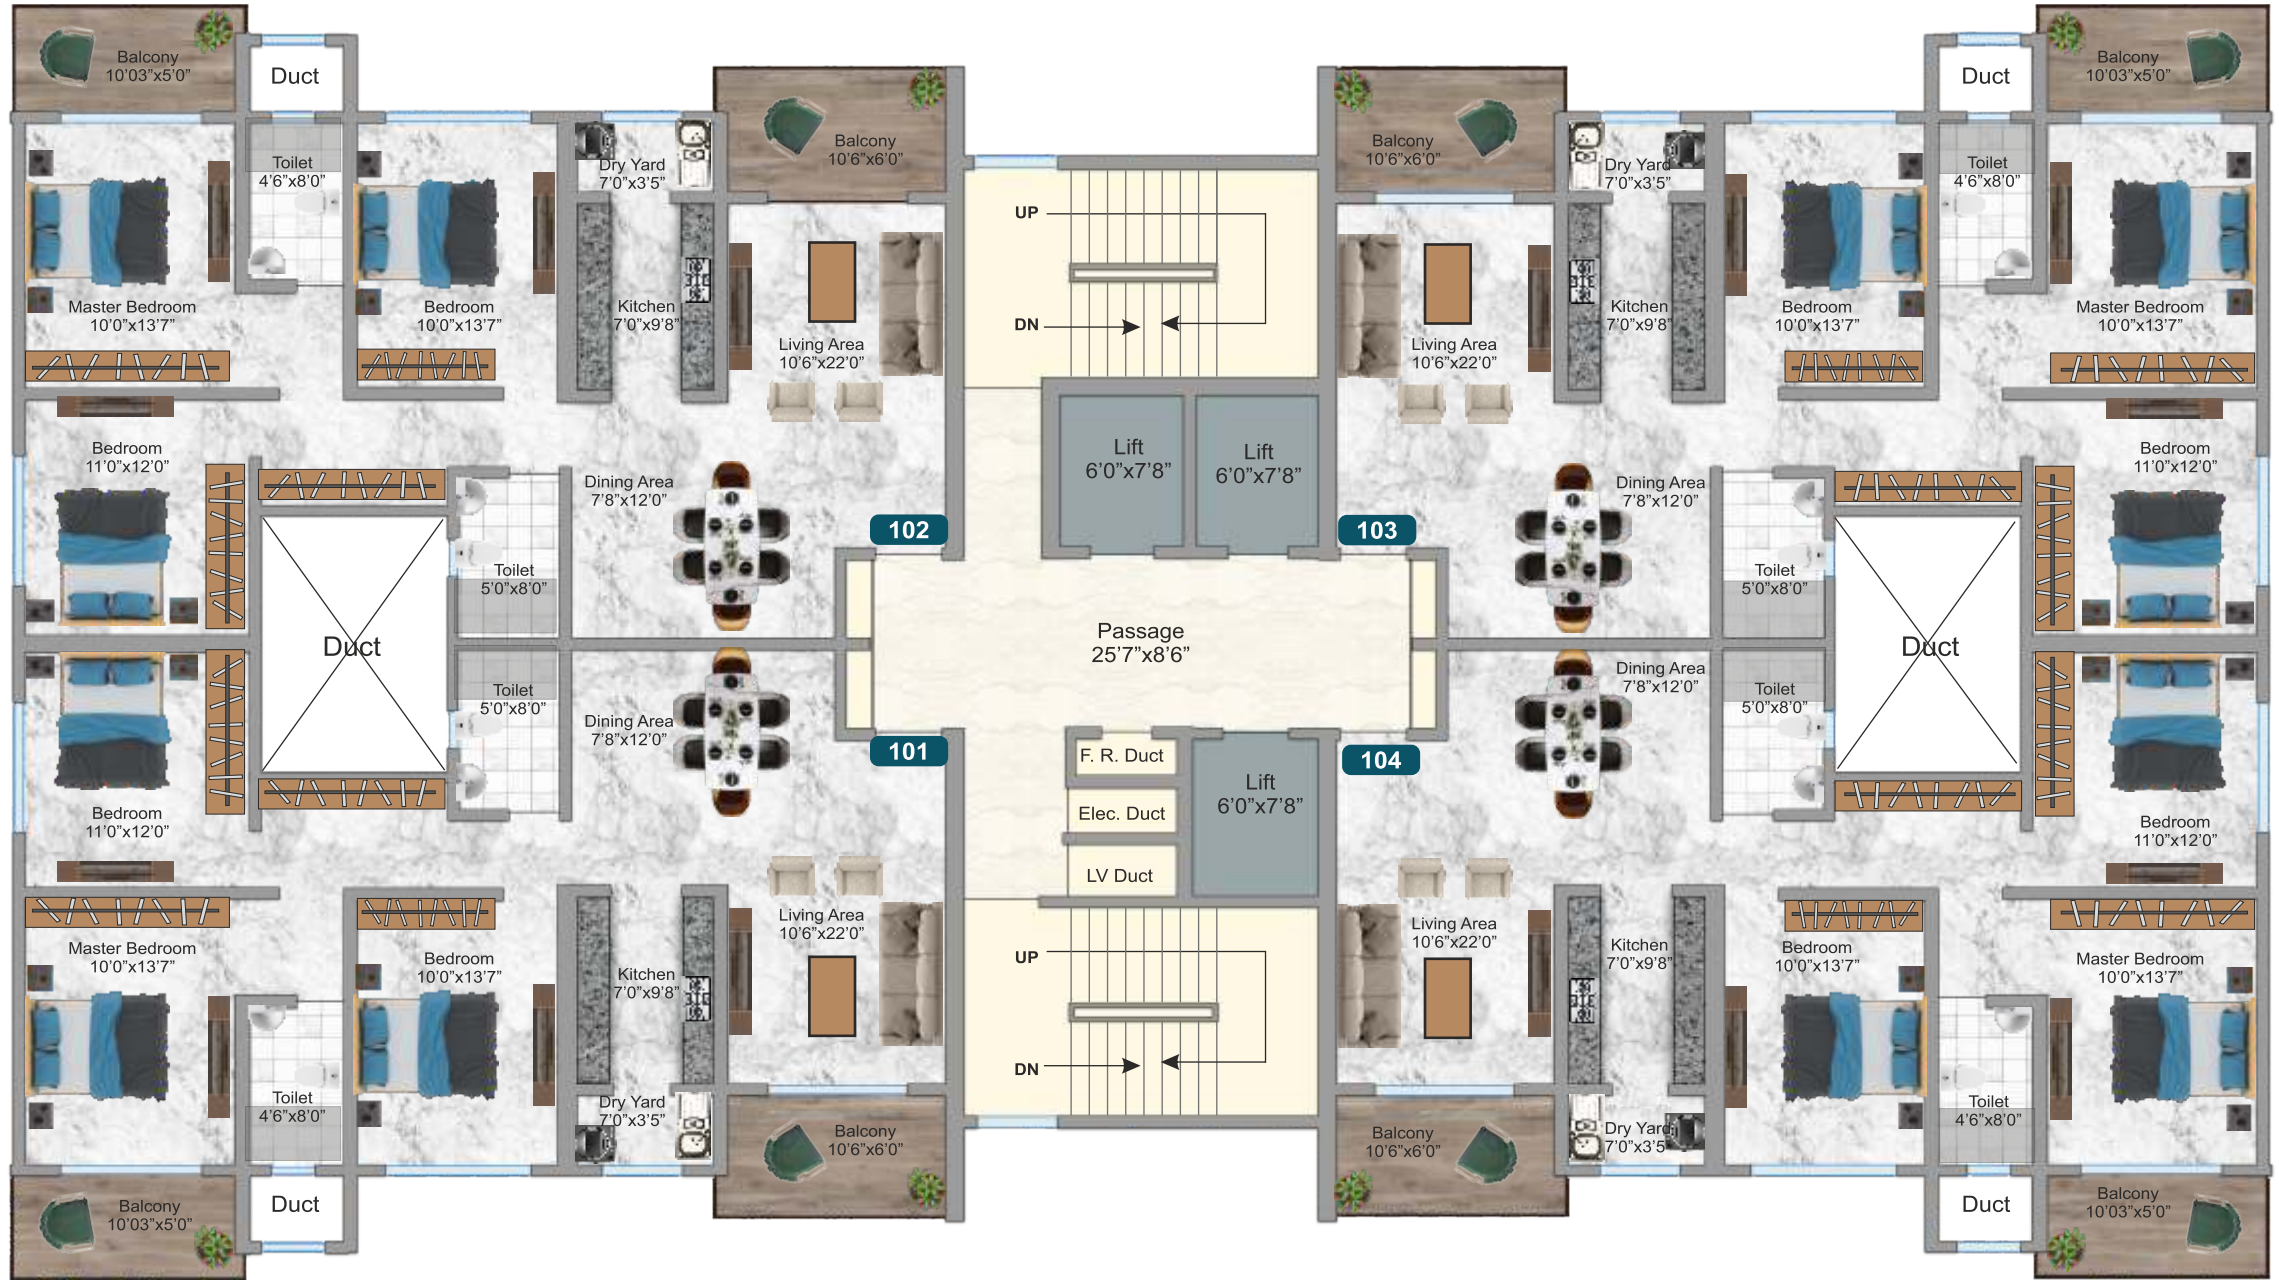 Balcony
10'03"x5'0"
Duct
Toilet
4'6"x8'0"
Master Bedroom
10'0"x13'7"
Bedroom
10'0"x13'7"
Dry Yard
7'0"x3'5"
Kitchen
7'0"x9'8"
Balcony
10'6"x6'0"
Living Area
10'6"x22'0"
Bedroom
11'0"x12'0"
Duct
Toilet
5'0"x8'0"
Dining Area
7'8"x12'0"
102
UP
DN
Lift
6'0"x7'8"
Lift
6'0"x7'8"
Balcony
10'6"x6'0"
Living Area
10'6"x22'0"
Dry Yard
7'0"x3'5"
Kitchen
7'0"x9'8"
Bedroom
10'0"x13'7"
Duct
Toilet
4'6"x8'0"
Balcony
10'03"x5'0"
Master Bedroom
10'0"x13'7"
Bedroom
11'0"x12'0"
103
Dining Area
7'8"x12'0"
Toilet
5'0"x8'0"
Duct
Passage
25'7"x8'6"
Toilet
5'0"x8'0"
Dining Area
7'8"x12'0"
101
Bedroom
11'0"x12'0"
Master Bedroom
10'0"x13'7"
Bedroom
10'0"x13'7"
Kitchen
7'0"x9'8"
Living Area
10'6"x22'0"
Toilet
4'6"x8'0"
Dry Yard
7'0"x3'5"
Balcony
10'6"x6'0"
Balcony
10'03"x5'0"
Duct
F. R. Duct
Elec. Duct
LV Duct
Lift
6'0"x7'8"
UP
DN
104
Dining Area
7'8"x12'0"
Toilet
5'0"x8'0"
Bedroom
11'0"x12'0"
Living Area
10'6"x22'0"
Kitchen
7'0"x9'8"
Bedroom
10'0"x13'7"
Master Bedroom
10'0"x13'7"
Balcony
10'6"x6'0"
Dry Yard
7'0"x3'5"
Toilet
4'6"x8'0"
Duct
Balcony
10'03"x5'0"